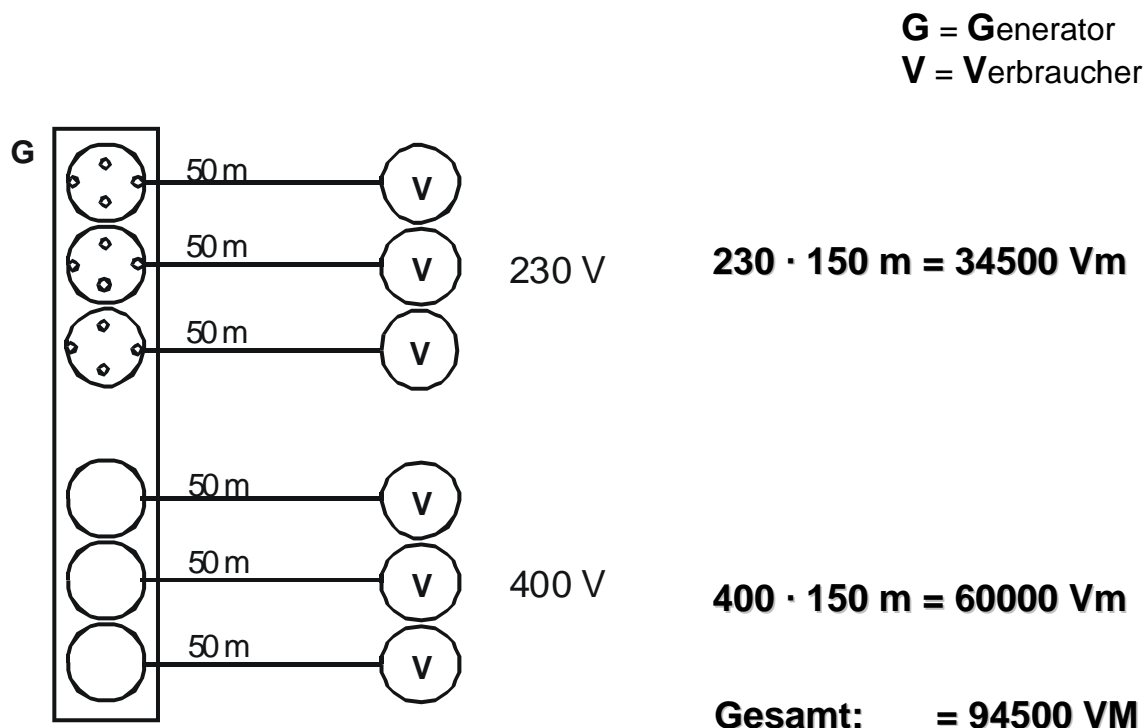 G = Generator
V = Verbraucher
G
50 m
V
50 m
V
230 V
230 · 150 m = 34500 Vm
50 m
V
50 m
V
50 m
V
400 V
400 · 150 m = 60000 Vm
50 m
V
Gesamt: = 94500 VM